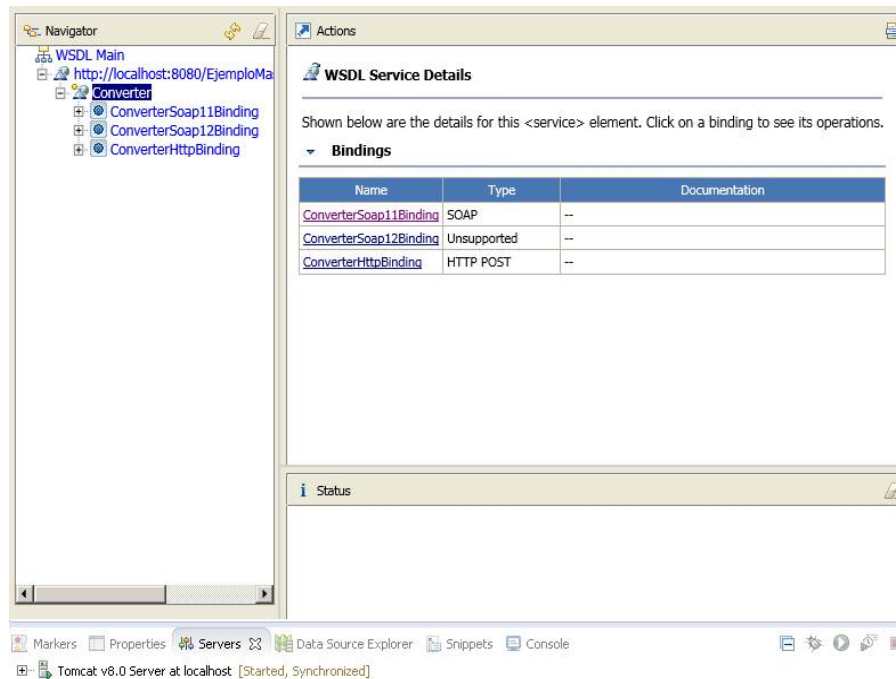 Navigator
WSDL Main
http://localhost:8080/EjemploMa
Converter
ConverterSoap11Binding
ConverterSoap12Binding
ConverterHttpBinding
Actions
WSDL Service Details
Shown below are the details for this <service> element. Click on a binding to see its operations.
Bindings
Name Type Documentation
ConverterSoap11Binding SOAP --
ConverterSoap12Binding Unsupported --
ConverterHttpBinding HTTP POST --
i Status
Markers Properties Servers Data Source Explorer Snippets Console
Tomcat v8.0 Server at localhost [Started, Synchronized]